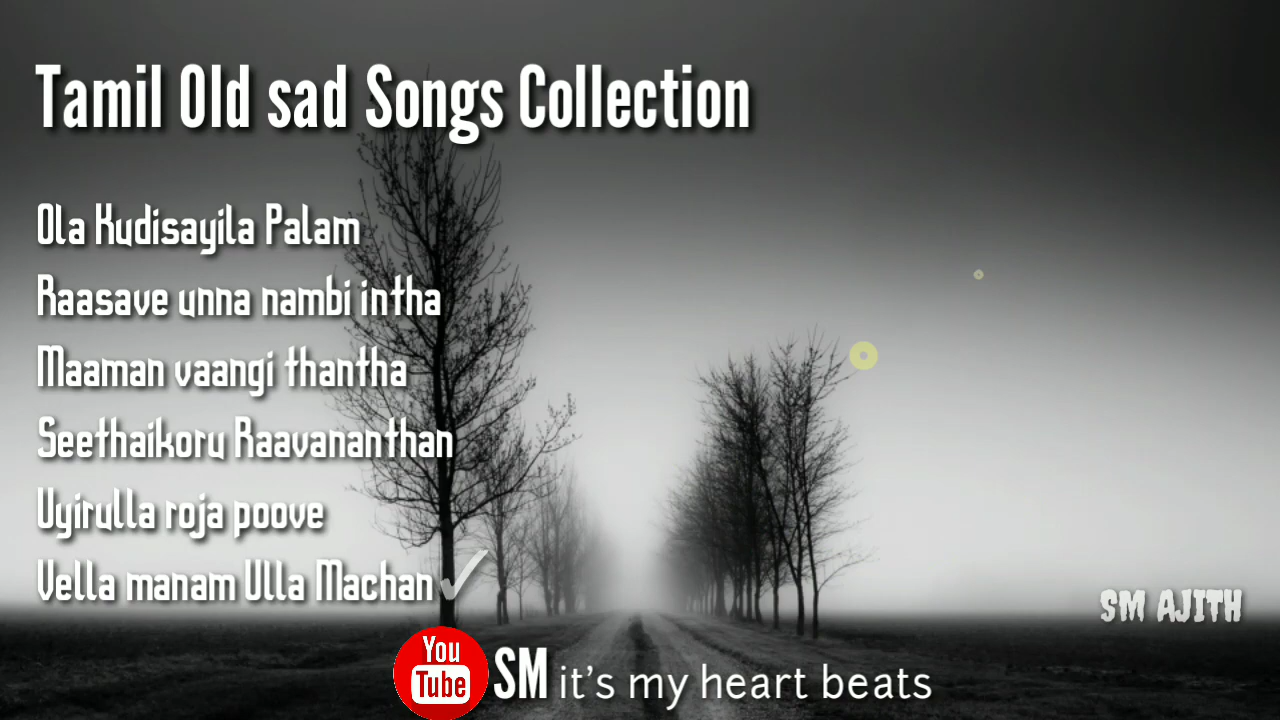 Tamil Old sad Songs Collection
Ola Kudisayila Palam
Raasave unna nambi intha
Maaman vaangi thantha
Seethaikoru Raavananthan
Uyirulla roja poove
Vella manam Ulla Machan✓
SM AJITH
You
Tube
SM it's my heart beats